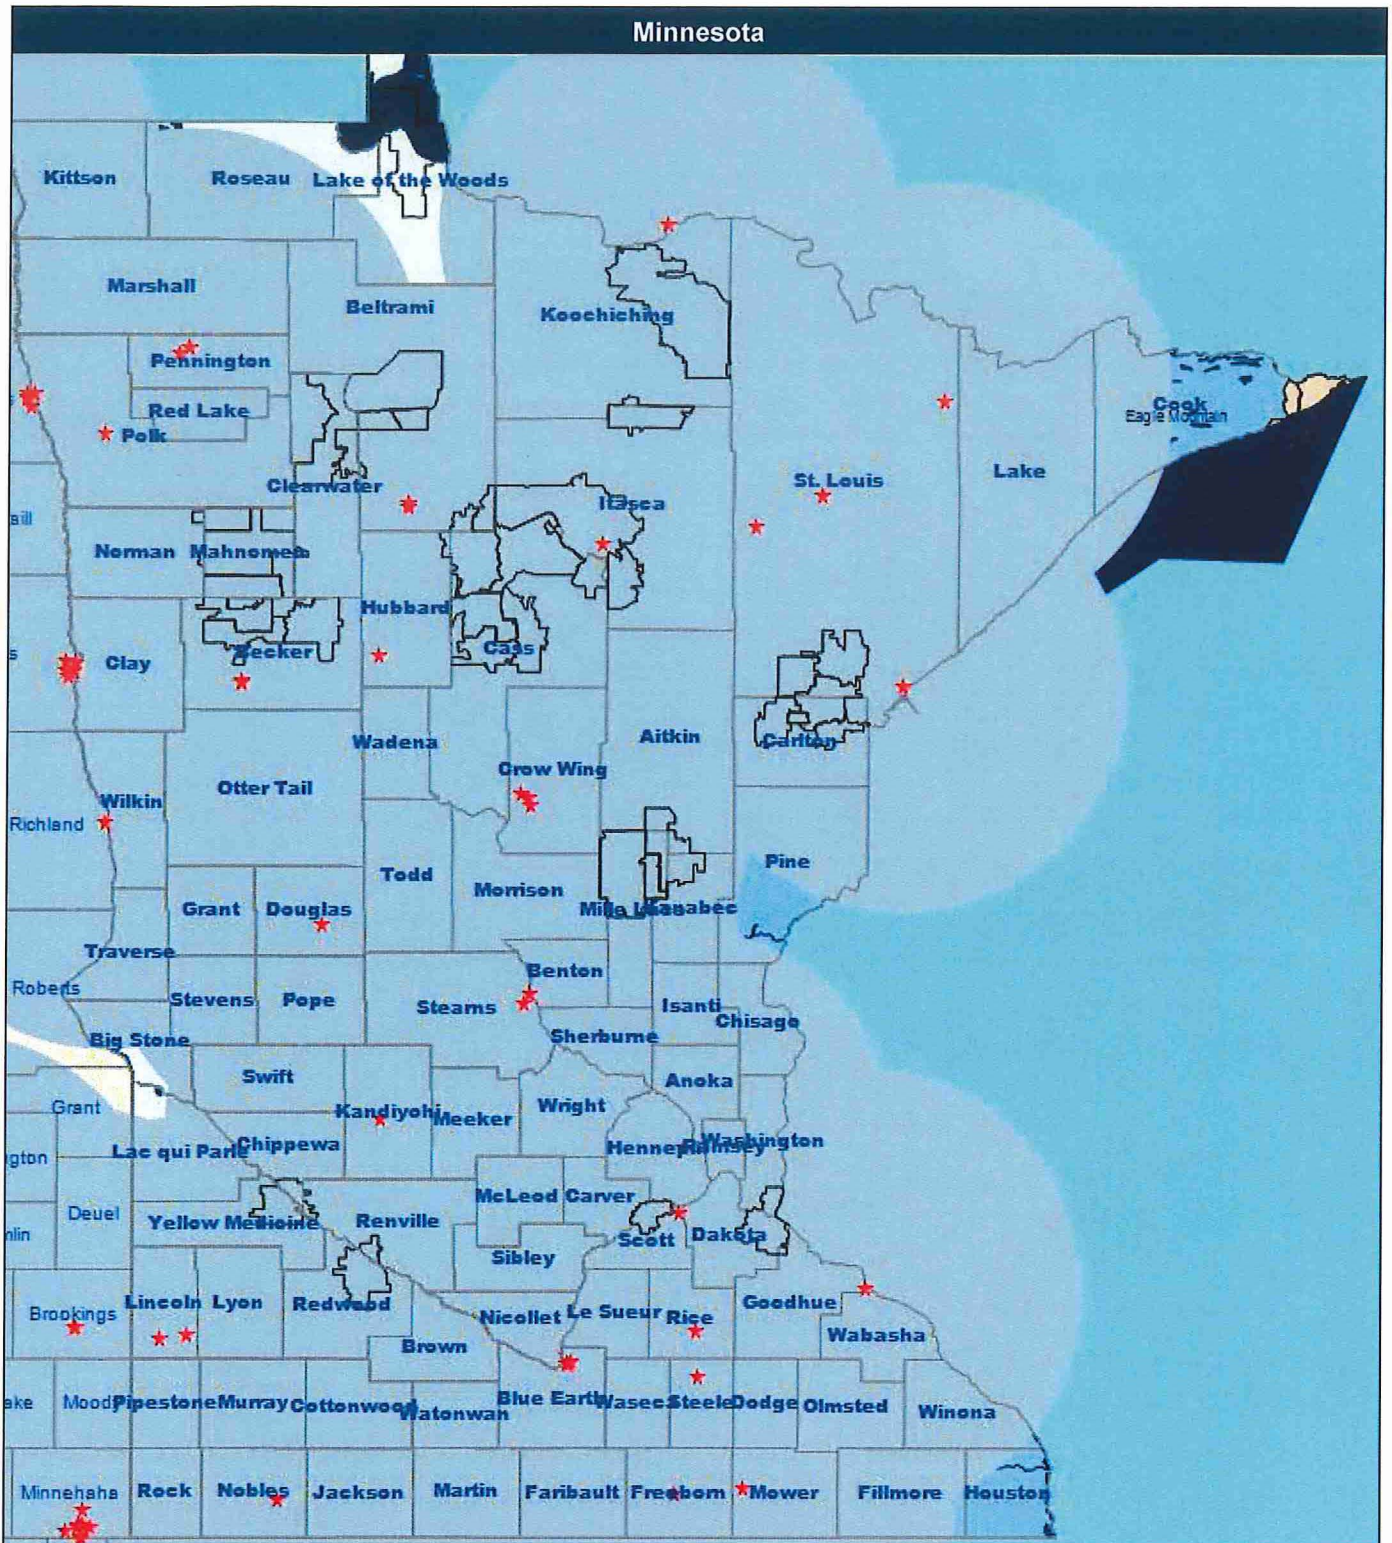 Minnesota
Kittson
Roseau
Lake of the Woods
Marshall
Beltrami
Koochiching
Pennington
Red Lake
Polk
Cook
Eagle Mountain
Lake
St. Louis
Clearwater
Itasca
Norman
Mahnomen
Hubbard
Cass
Becker
Clay
Aitkin
Carlton
Wadena
Crow Wing
Otter Tail
Wilkin
Richland
Pine
Todd
Morrison
Grant
Douglas
Mille Lacs
Kanabec
Traverse
Benton
Roberts
Stevens
Pope
Stearns
Isanti
Chisago
Sherburne
Big Stone
Swift
Anoka
Grant
Kandiyohi
Meeker
Wright
Lac qui Parle
Chippewa
Hennepin
Ramsey
Washington
McLeod
Carver
Deuel
Yellow Medicine
Renville
Scott
Dakota
Sibley
Brookings
Lincoln
Lyon
Redwood
Nicollet
Le Sueur
Rice
Goodhue
Wabasha
Brown
Moody
Pipestone
Murray
Cottonwood
Watonwan
Blue Earth
Waseca
Steele
Dodge
Olmsted
Winona
Minnehaha
Rock
Nobles
Jackson
Martin
Faribault
Freeborn
Mower
Fillmore
Houston